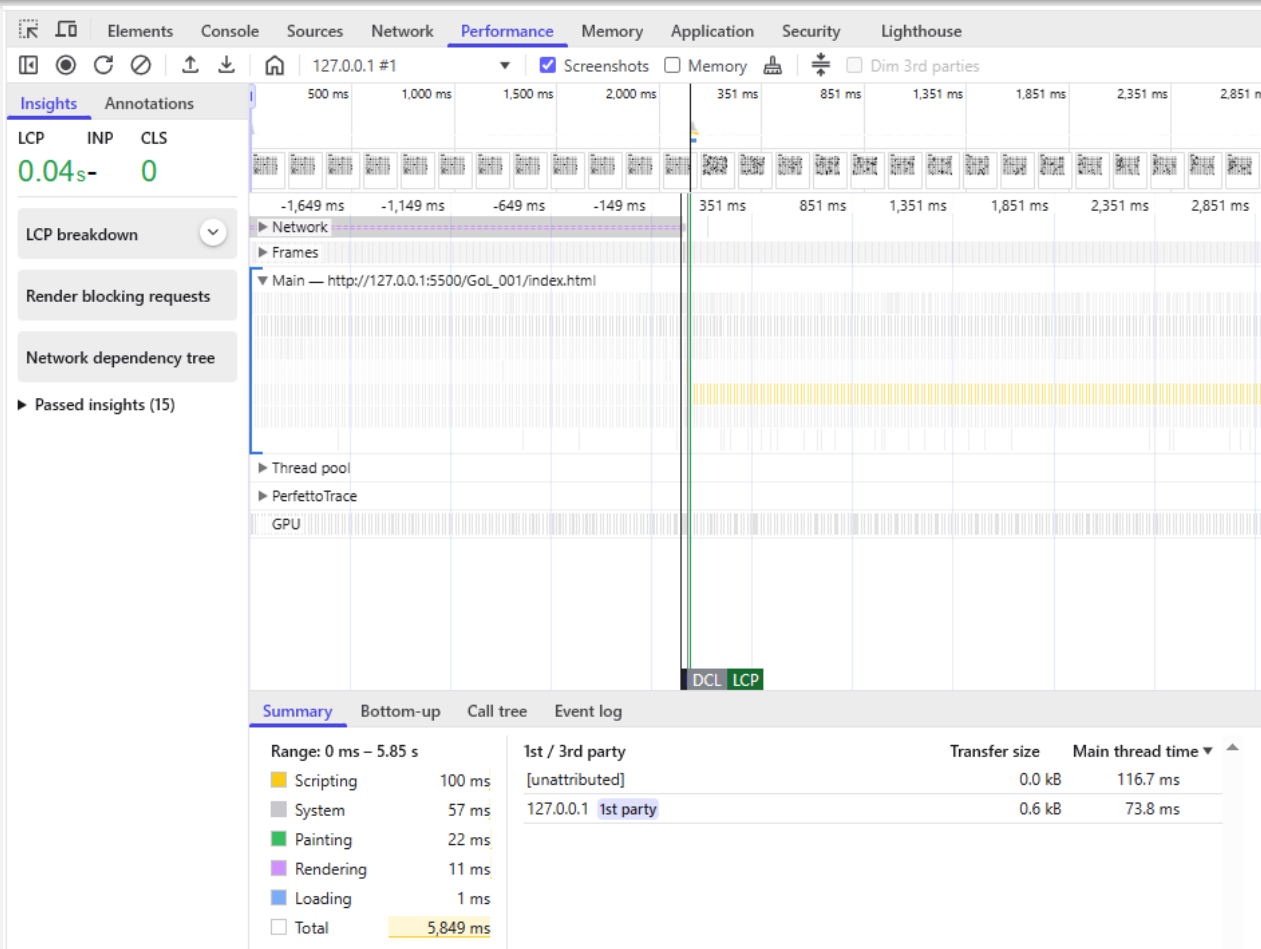 Elements Console Sources Network Performance Memory Application Security Lighthouse
127.0.0.1 #1 Screenshots Memory Dim 3rd parties
Insights Annotations
LCP INP CLS
0.04s - 0
LCP breakdown
Render blocking requests
Network dependency tree
Passed insights (15)
500 ms 1,000 ms 1,500 ms 2,000 ms 351 ms 851 ms 1,351 ms 1,851 ms 2,351 ms 2,851 m
-1,649 ms -1,149 ms -649 ms -149 ms 351 ms 851 ms 1,351 ms 1,851 ms 2,351 ms 2,851 ms
Network
Frames
Main — http://127.0.0.1:5500/GoL_001/index.html
Thread pool
PerfettoTrace
GPU
DCL LCP
Summary Bottom-up Call tree Event log
Range: 0 ms – 5.85 s
Scripting 100 ms
System 57 ms
Painting 22 ms
Rendering 11 ms
Loading 1 ms
Total 5,849 ms
1st / 3rd party Transfer size Main thread time
[unattributed] 0.0 kB 116.7 ms
127.0.0.1 1st party 0.6 kB 73.8 ms